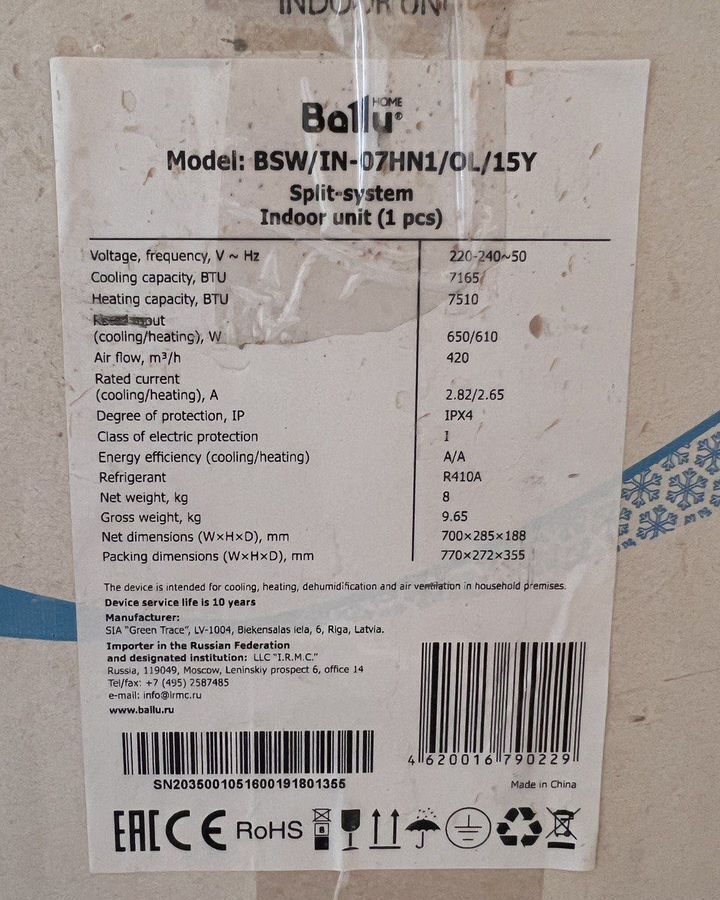 INDOOR UNIT
Ballu® HOME
Model: BSW/IN-07HN1/OL/15Y
Split-system
Indoor unit (1 pcs)
Voltage, frequency, V ~ Hz 220-240~50
Cooling capacity, BTU 7165
Heating capacity, BTU 7510
(cooling/heating), W 650/610
Air flow, m³/h 420
Rated current
(cooling/heating), A 2.82/2.65
Degree of protection, IP IPX4
Class of electric protection I
Energy efficiency (cooling/heating) A/A
Refrigerant R410A
Net weight, kg 8
Gross weight, kg 9.65
Net dimensions (W×H×D), mm 700×285×188
Packing dimensions (W×H×D), mm 770×272×355
The device is intended for cooling, heating, dehumidification and air ventilation in household premises.
Device service life is 10 years
Manufacturer:
SIA "Green Trace", LV-1004, Biekensalas iela, 6, Riga, Latvia.
Importer in the Russian Federation
and designated institution: LLC "I.R.M.C."
Russia, 119049, Moscow, Leninskiy prospect 6, office 14
Tel/fax: +7 (495) 2587485
e-mail: info@irmc.ru
www.ballu.ru
SN2035001051600191801355
4 620016 790229
Made in China
EAC CE RoHS 8